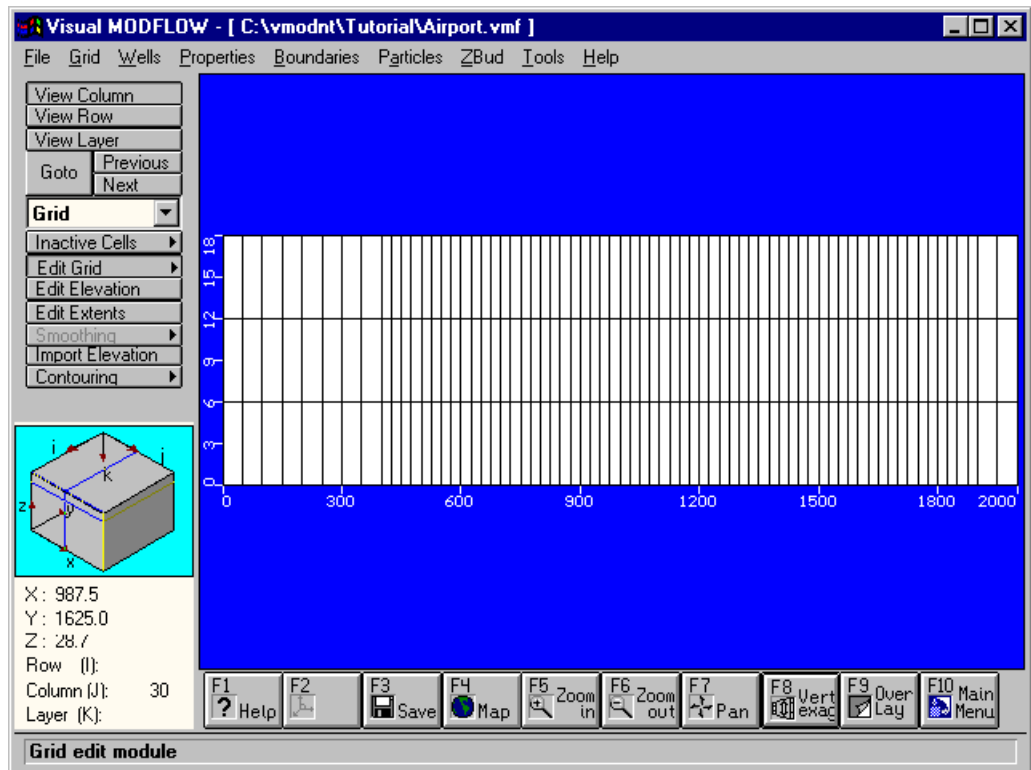 Visual MODFLOW - [ C:\vmodnt\Tutorial\Airport.vmf ]
File Grid Wells Properties Boundaries Particles ZBud Tools Help
View Column
View Row
View Layer
Goto Previous
Next
Grid
Inactive Cells
Edit Grid
Edit Elevation
Edit Extents
Smoothing
Import Elevation
Contouring
18
15
12
9
6
3
0
0 300 600 900 1200 1500 1800 2000
i j
k
z y
x
X: 987.5
Y: 1625.0
Z: 28.7
Row (I):
Column (J): 30
Layer (K):
F1 ? Help
F2
F3 Save
F4 Map
F5 Zoom in
F6 Zoom out
F7 Pan
F8 Vert exag
F9 Over Lay
F10 Main Menu
Grid edit module